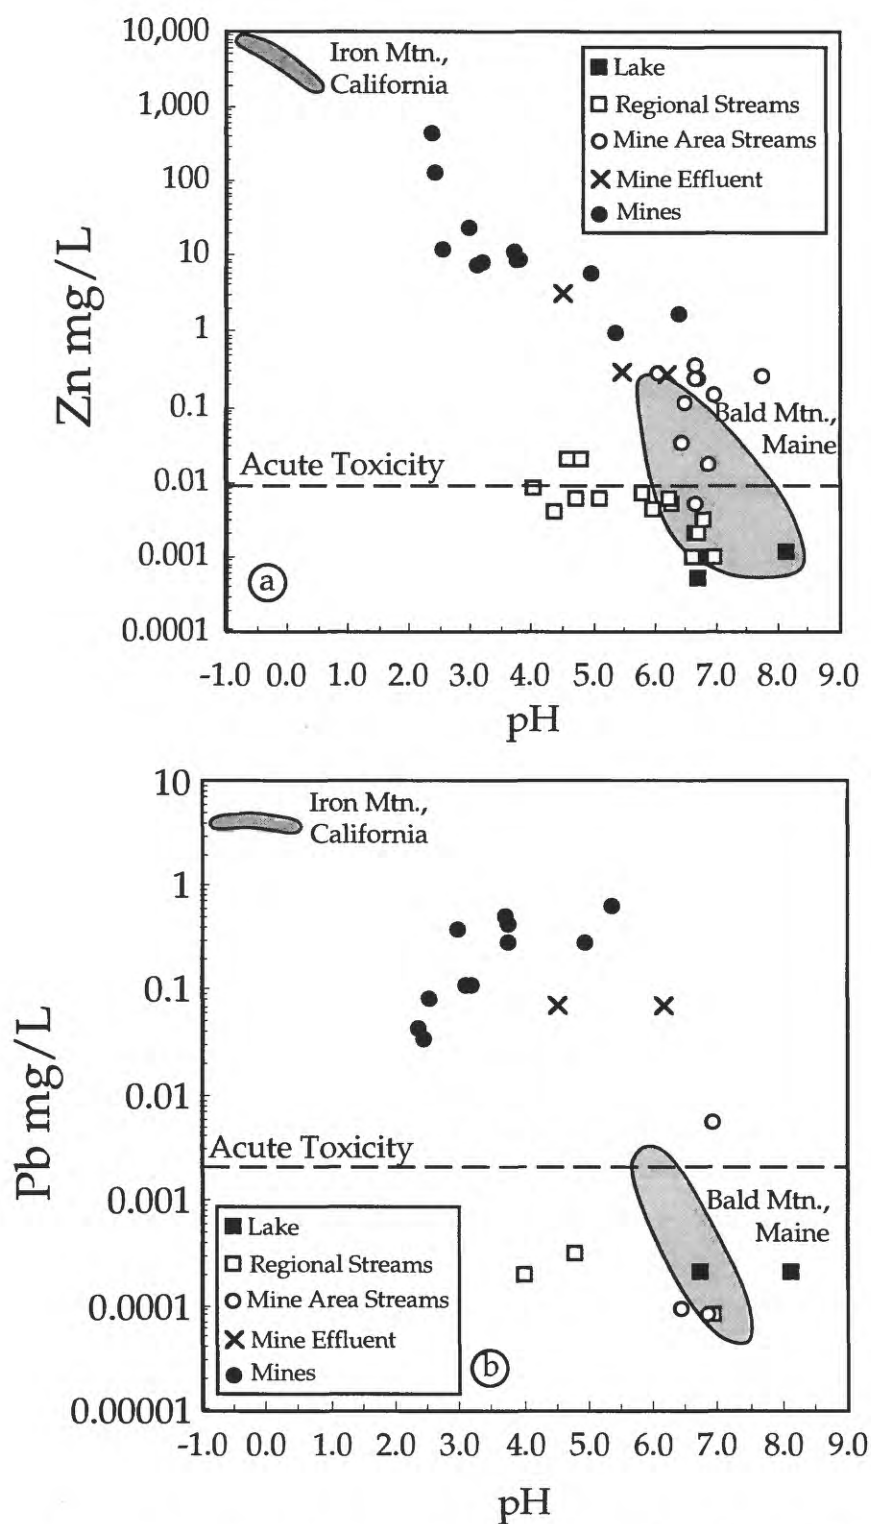 10,000
1,000
100
10
1
0.1
0.01
0.001
0.0001
Zn mg/L
Iron Mtn.,
California
Lake
Regional Streams
Mine Area Streams
Mine Effluent
Mines
Bald Mtn.,
Maine
Acute Toxicity
a
-1.0 0.0 1.0 2.0 3.0 4.0 5.0 6.0 7.0 8.0 9.0
pH
10
1
0.1
0.01
0.001
0.0001
0.00001
Pb mg/L
Iron Mtn.,
California
Acute Toxicity
Bald Mtn.,
Maine
Lake
Regional Streams
Mine Area Streams
Mine Effluent
Mines
b
-1.0 0.0 1.0 2.0 3.0 4.0 5.0 6.0 7.0 8.0 9.0
pH